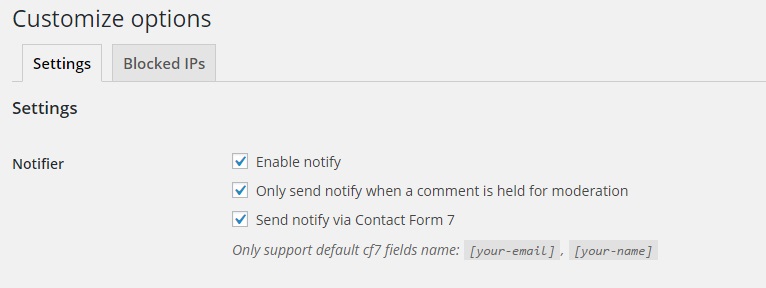 Customize options
Settings Blocked IPs
Settings
Notifier Enable notify
Only send notify when a comment is held for moderation
Send notify via Contact Form 7
Only support default cf7 fields name: [your-email] , [your-name]